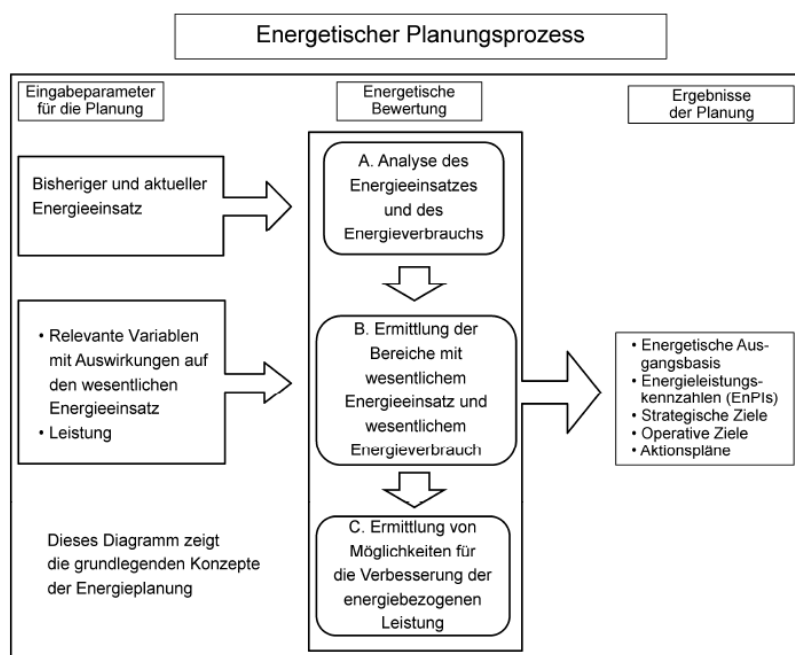 Energetischer Planungsprozess
Eingabeparameter
für die Planung
Energetische
Bewertung
Ergebnisse
der Planung
Bisheriger und aktueller
Energieeinsatz
A. Analyse des
Energieeinsatzes
und des
Energieverbrauchs
• Relevante Variablen
mit Auswirkungen auf
den wesentlichen
Energieeinsatz
• Leistung
B. Ermittlung der
Bereiche mit
wesentlichem
Energieeinsatz und
wesentlichem
Energieverbrauch
• Energetische Aus-
gangsbasis
• Energieleistungs-
kennzahlen (EnPIs)
• Strategische Ziele
• Operative Ziele
• Aktionspläne
Dieses Diagramm zeigt
die grundlegenden Konzepte
der Energieplanung
C. Ermittlung von
Möglichkeiten für
die Verbesserung der
energiebezogenen
Leistung